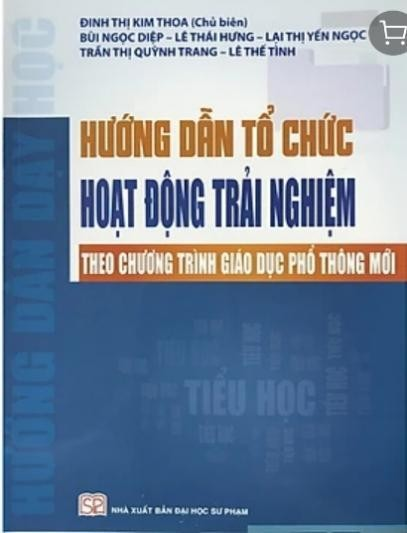 ĐINH THỊ KIM THOA (Chủ biên)
BÙI NGỌC DIỆP – LÊ THÁI HƯNG – LẠI THỊ YẾN NGỌC
TRẦN THỊ QUỲNH TRANG – LÊ THẾ TÌNH
HƯỚNG DẪN DẠY HỌC
HƯỚNG DẪN TỔ CHỨC
HOẠT ĐỘNG TRẢI NGHIỆM
THEO CHƯƠNG TRÌNH GIÁO DỤC PHỔ THÔNG MỚI
TIỂU HỌC
NHÀ XUẤT BẢN ĐẠI HỌC SƯ PHẠM